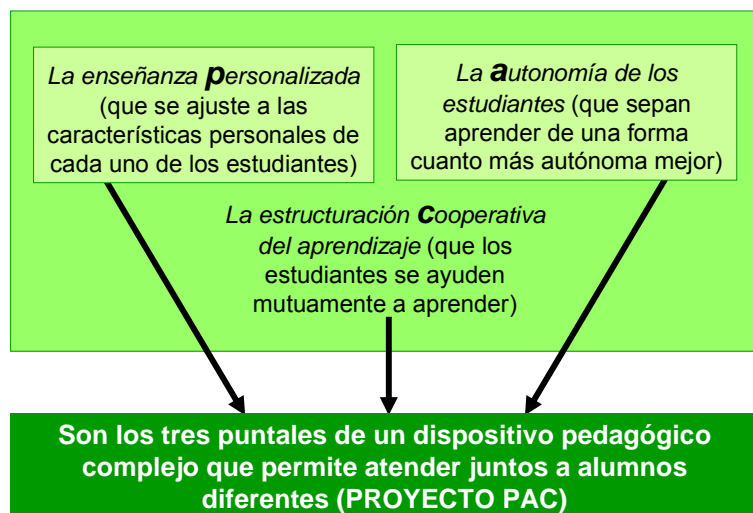 La enseñanza personalizada
(que se ajuste a las
características personales de
cada uno de los estudiantes)
La autonomía de los
estudiantes (que sepan
aprender de una forma
cuanto más autónoma mejor)
La estructuración cooperativa
del aprendizaje (que los
estudiantes se ayuden
mutuamente a aprender)
Son los tres puntales de un dispositivo pedagógico
complejo que permite atender juntos a alumnos
diferentes (PROYECTO PAC)